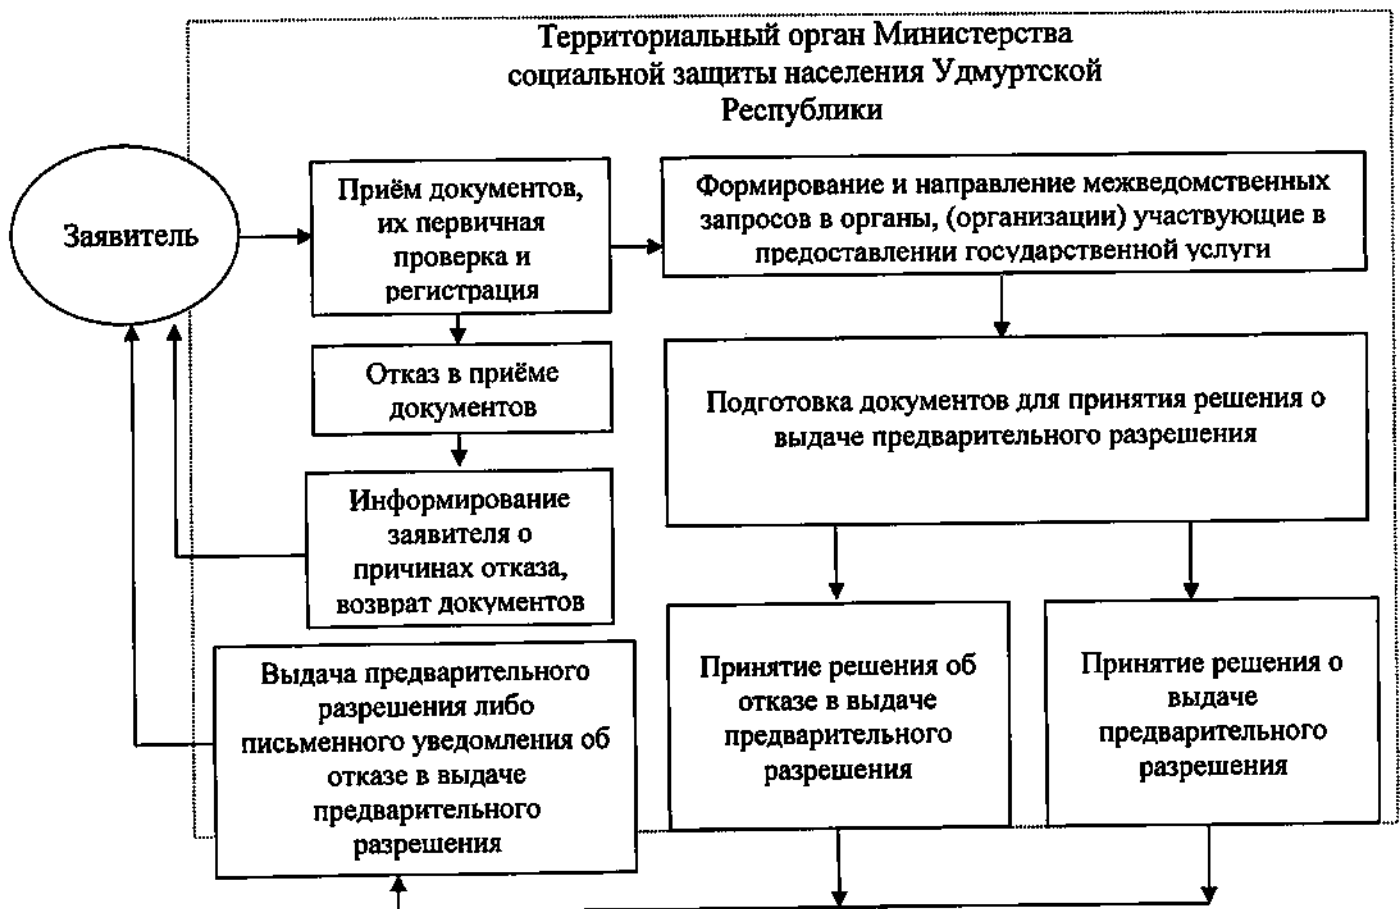 Территориальный орган Министерства
социальной защиты населения Удмуртской
Республики
Заявитель
Приём документов,
их первичная
проверка и
регистрация
Формирование и направление межведомственных
запросов в органы, (организации) участвующие в
предоставлении государственной услуги
Отказ в приёме
документов
Подготовка документов для принятия решения о
выдаче предварительного разрешения
Информирование
заявителя о
причинах отказа,
возврат документов
Выдача предварительного
разрешения либо
письменного уведомления об
отказе в выдаче
предварительного
разрешения
Принятие решения об
отказе в выдаче
предварительного
разрешения
Принятие решения о
выдаче
предварительного
разрешения